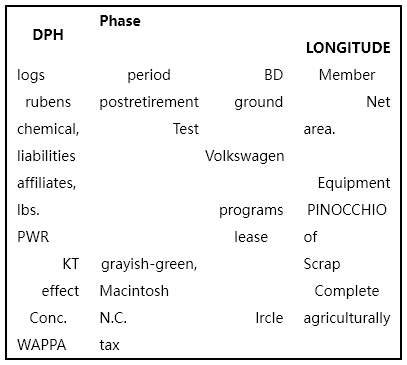 DPH Phase LONGITUDE
logs period BD Member
rubens postretirement ground Net
chemical, Test area.
liabilities Volkswagen
affiliates, Equipment
lbs. programs PINOCCHIO
PWR lease of
KT grayish-green, Scrap
effect Macintosh Complete
Conc. N.C. Ircle agriculturally
WAPPA tax